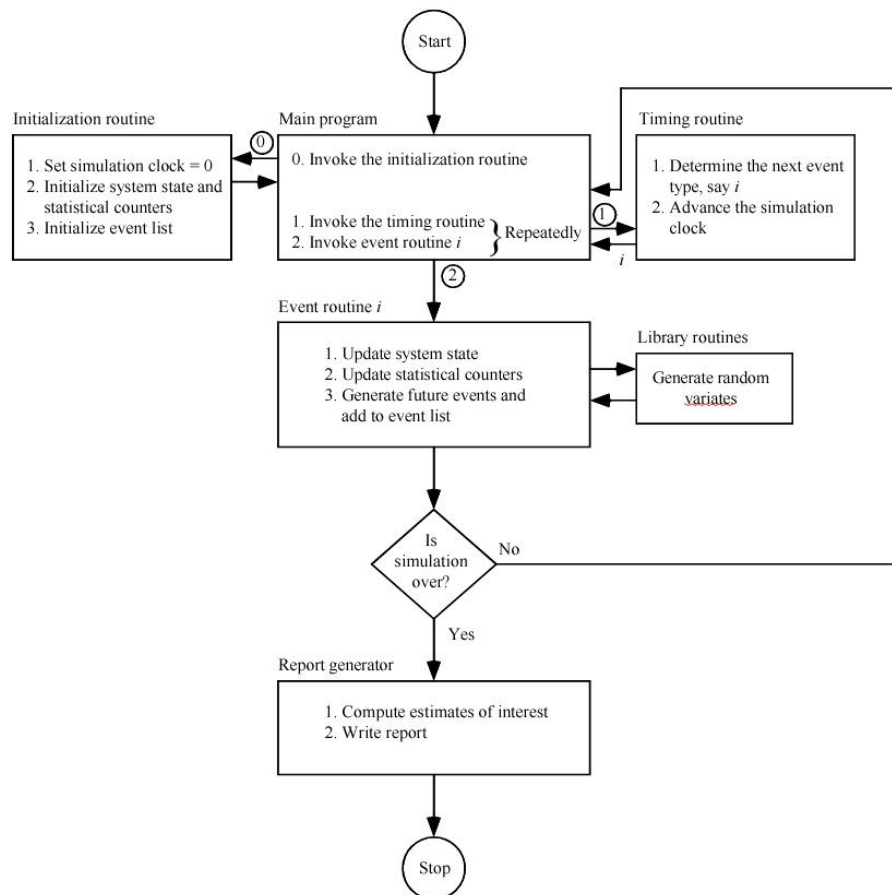 Start
Initialization routine
1. Set simulation clock = 0
2. Initialize system state and
statistical counters
3. Initialize event list
0
Main program
0. Invoke the initialization routine
1. Invoke the timing routine
2. Invoke event routine i
} Repeatedly
1
i
Timing routine
1. Determine the next event
type, say i
2. Advance the simulation
clock
2
Event routine i
1. Update system state
2. Update statistical counters
3. Generate future events and
add to event list
Library routines
Generate random
variates
Is
simulation
over?
No
Yes
Report generator
1. Compute estimates of interest
2. Write report
Stop